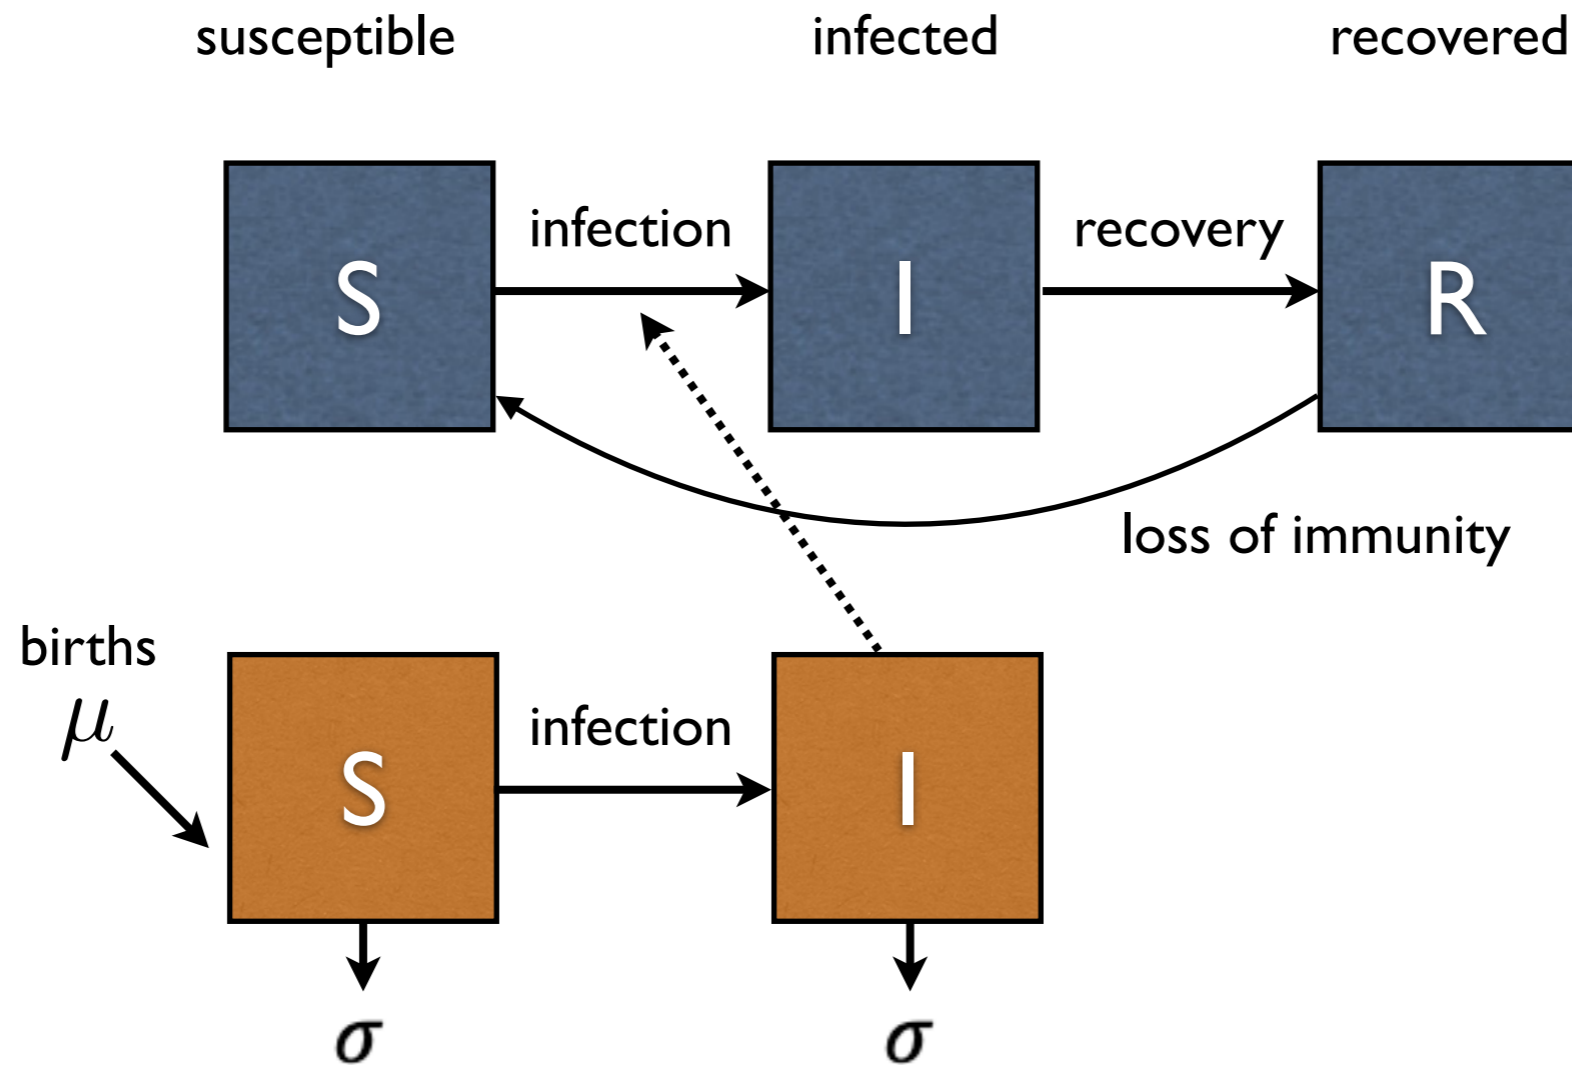 susceptible infected recovered
infection recovery
S I R
loss of immunity
births
μ
infection
S I
σ σ